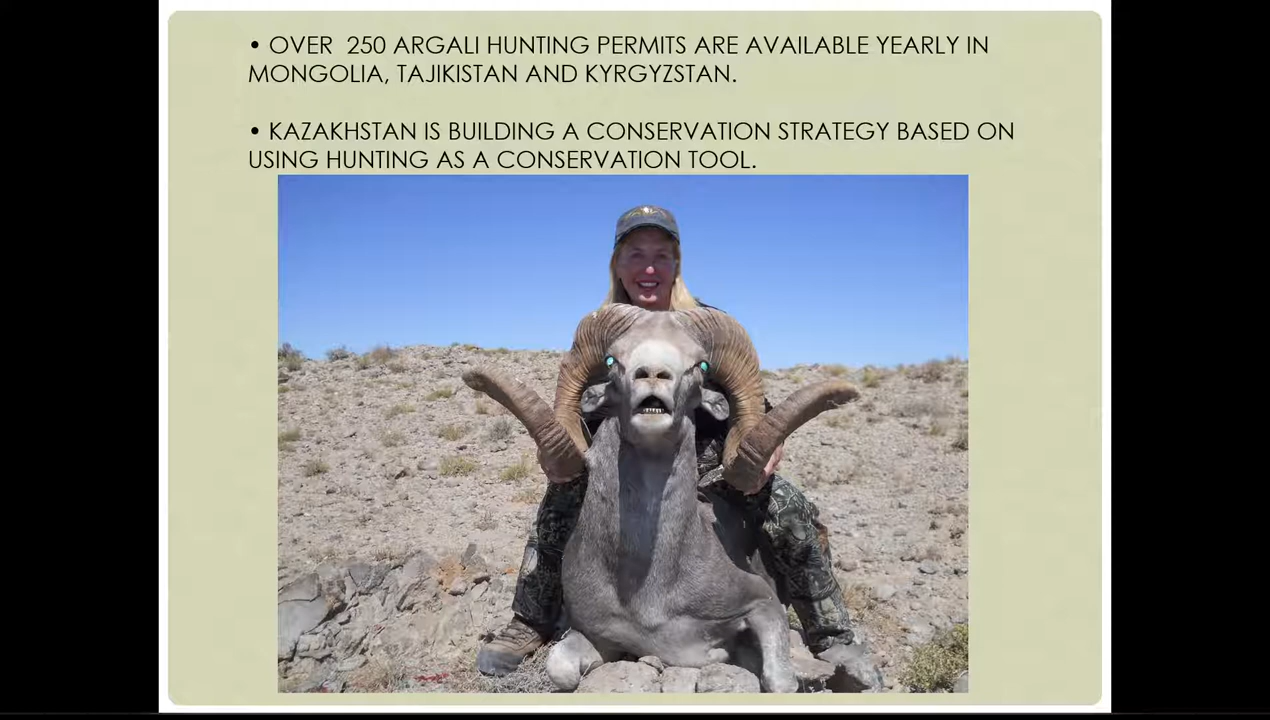 • OVER 250 ARGALI HUNTING PERMITS ARE AVAILABLE YEARLY IN
MONGOLIA, TAJIKISTAN AND KYRGYZSTAN.
• KAZAKHSTAN IS BUILDING A CONSERVATION STRATEGY BASED ON
USING HUNTING AS A CONSERVATION TOOL.